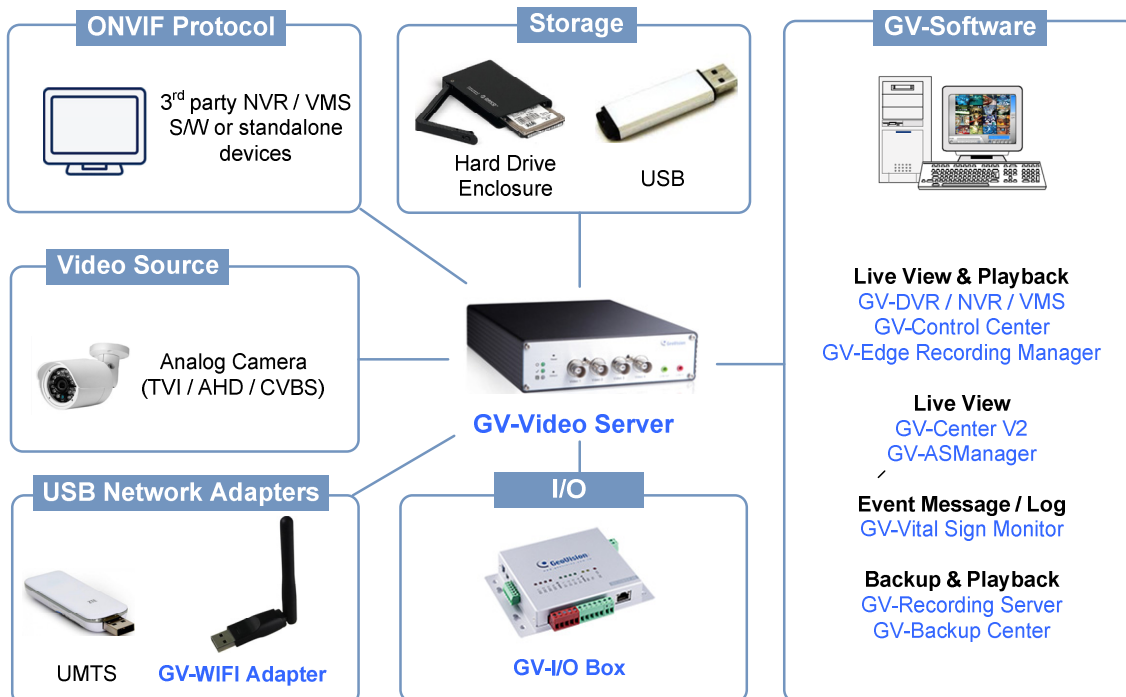 ONVIF Protocol
3rd party NVR / VMS
S/W or standalone
devices
Storage
Hard Drive
Enclosure
USB
GV-Software
Live View & Playback
GV-DVR / NVR / VMS
GV-Control Center
GV-Edge Recording Manager
Live View
GV-Center V2
GV-ASManager
Event Message / Log
GV-Vital Sign Monitor
Backup & Playback
GV-Recording Server
GV-Backup Center
Video Source
Analog Camera
(TVI / AHD / CVBS)
GeoVision
GV-Video Server
USB Network Adapters
UMTS
GV-WIFI Adapter
I/O
GeoVision
GV-I/O Box